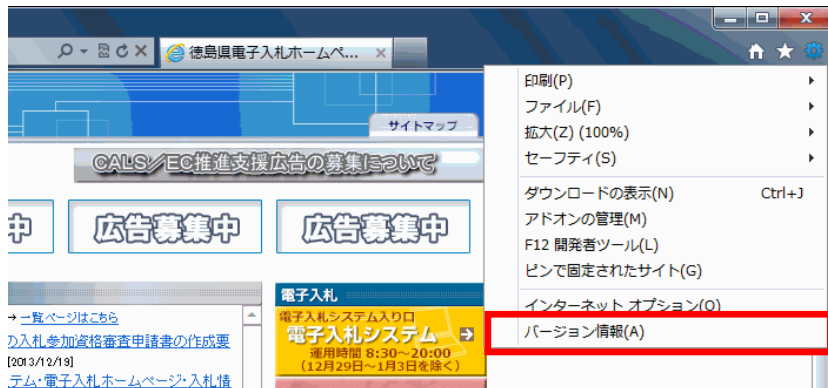 徳島県電子入札ホームペ...
印刷(P)
ファイル(F)
拡大(Z) (100%)
セーフティ(S)
ダウンロードの表示(N) Ctrl+J
アドオンの管理(M)
F12 開発者ツール(L)
ピンで固定されたサイト(G)
インターネット オプション(O)
バージョン情報(A)
サイトマップ
CALS/EC推進支援広告の募集について
中
広告募集中
広告募集中
→ 一覧ページはこちら
の入札参加資格審査申請書の作成要
[2013/12/19]
テム・電子入札ホームページ・入札情
電子入札
電子入札システム入り口
電子入札システム
運用時間 8:30～20:00
(12月29日～1月3日を除く)